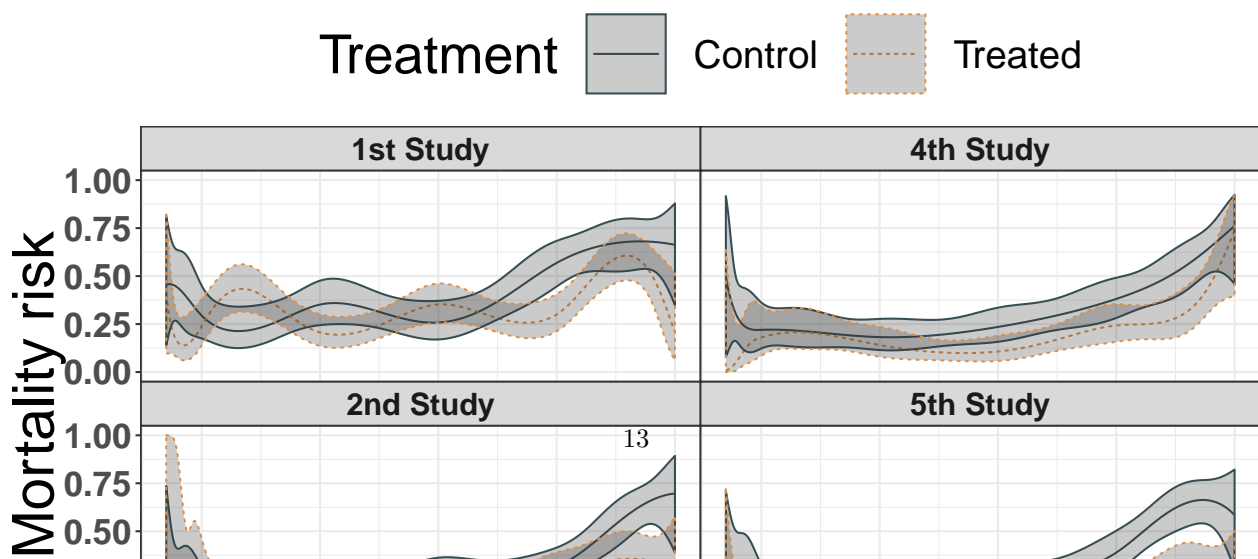 Treatment Control Treated
1st Study 4th Study
1.00
0.75
0.50
0.25
0.00
Mortality risk
2nd Study 5th Study
1.00
13
0.75
0.50